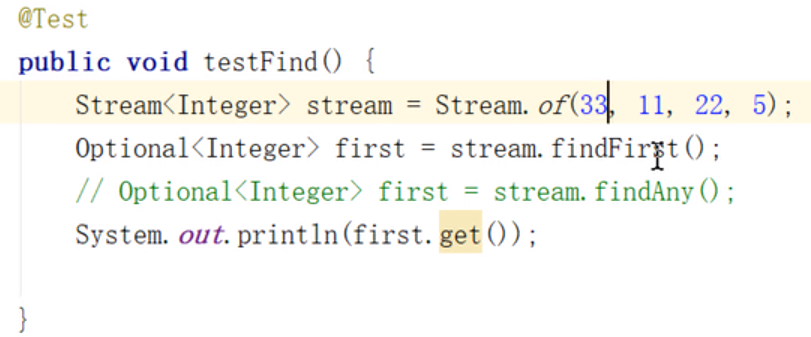 @Test
public void testFind() {
Stream<Integer> stream = Stream.of(33, 11, 22, 5);
Optional<Integer> first = stream.findFirst();
// Optional<Integer> first = stream.findAny();
System.out.println(first.get());
}